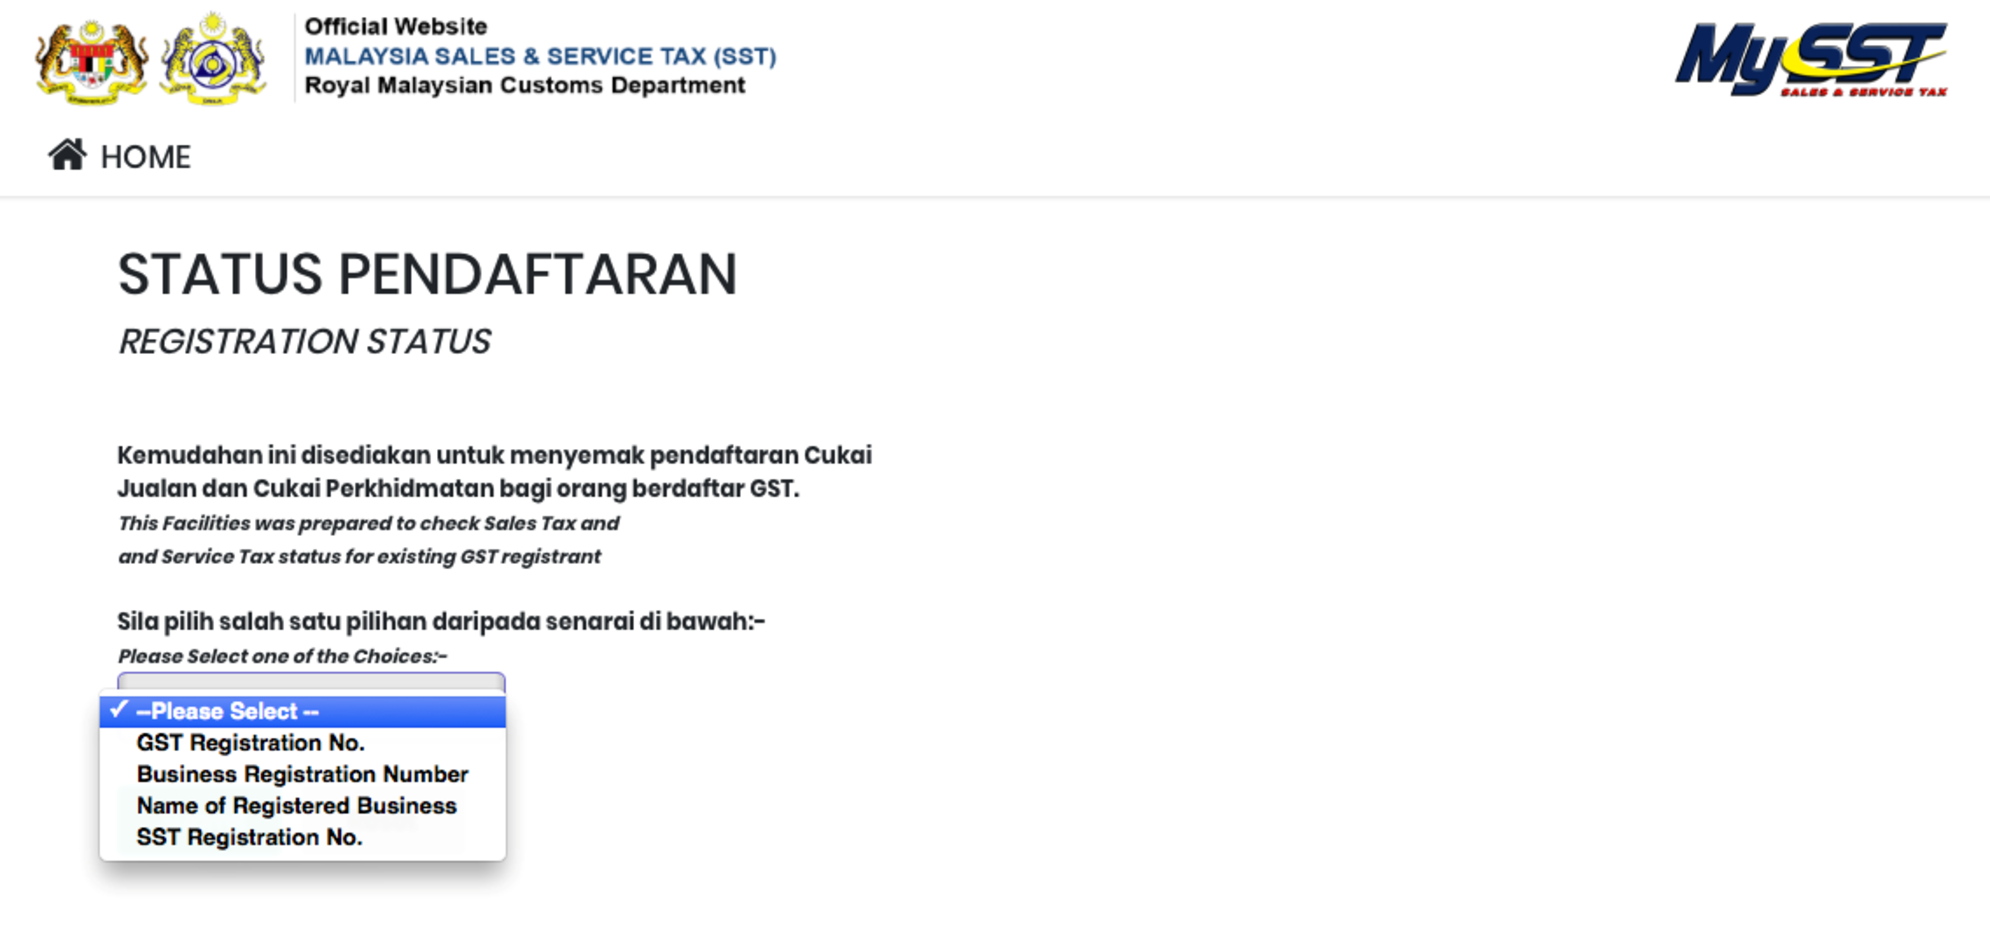 Official Website
MALAYSIA SALES & SERVICE TAX (SST)
Royal Malaysian Customs Department
MySST
SALES & SERVICE TAX
HOME
STATUS PENDAFTARAN
REGISTRATION STATUS
Kemudahan ini disediakan untuk menyemak pendaftaran Cukai
Jualan dan Cukai Perkhidmatan bagi orang berdaftar GST.
This Facilities was prepared to check Sales Tax and
and Service Tax status for existing GST registrant
Sila pilih salah satu pilihan daripada senarai di bawah:-
Please Select one of the Choices:-
✓ --Please Select --
GST Registration No.
Business Registration Number
Name of Registered Business
SST Registration No.